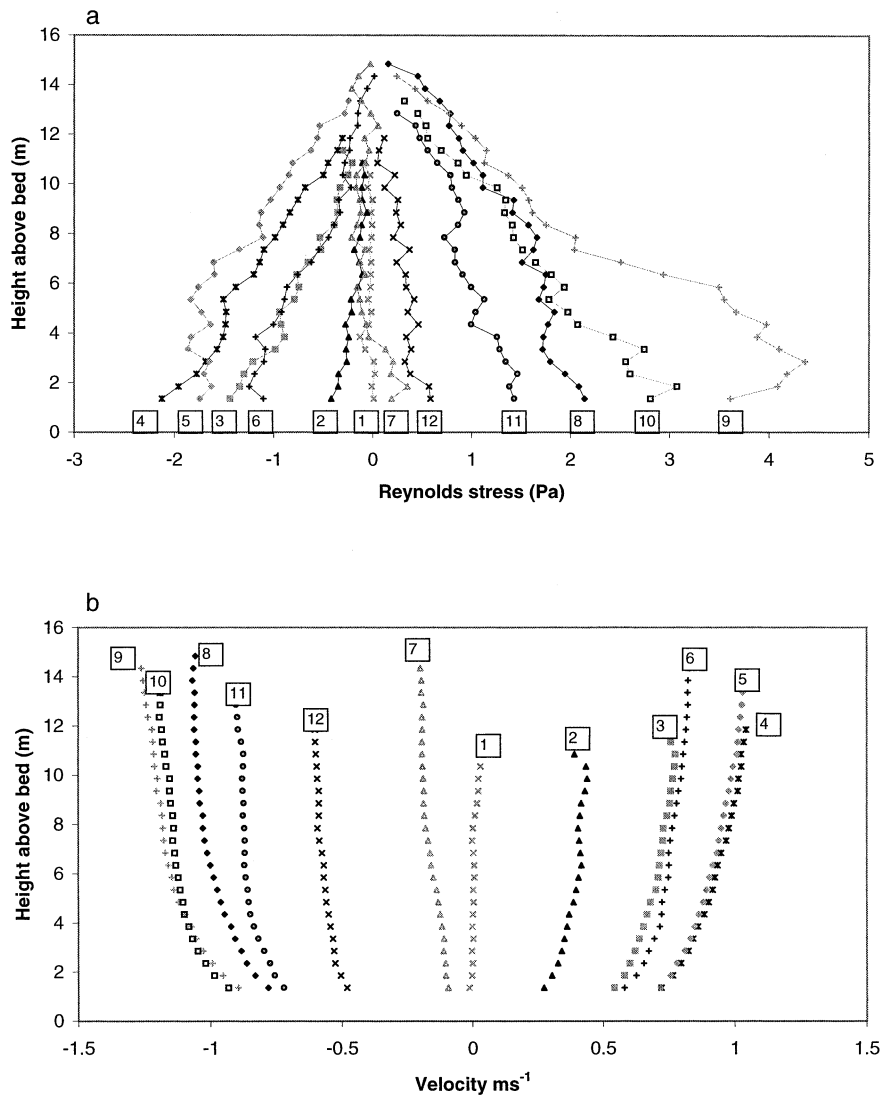 a
16
14
12
10
8
6
4
2
0
Height above bed (m)
4 5 3 6 2 1 7 12 11 8 10 9
-3 -2 -1 0 1 2 3 4 5
Reynolds stress (Pa)
b
16
14
12
10
8
6
4
2
0
Height above bed (m)
9 10 8 11 12 7 1 2 3 6 5 4
-1.5 -1 -0.5 0 0.5 1 1.5
Velocity ms-1